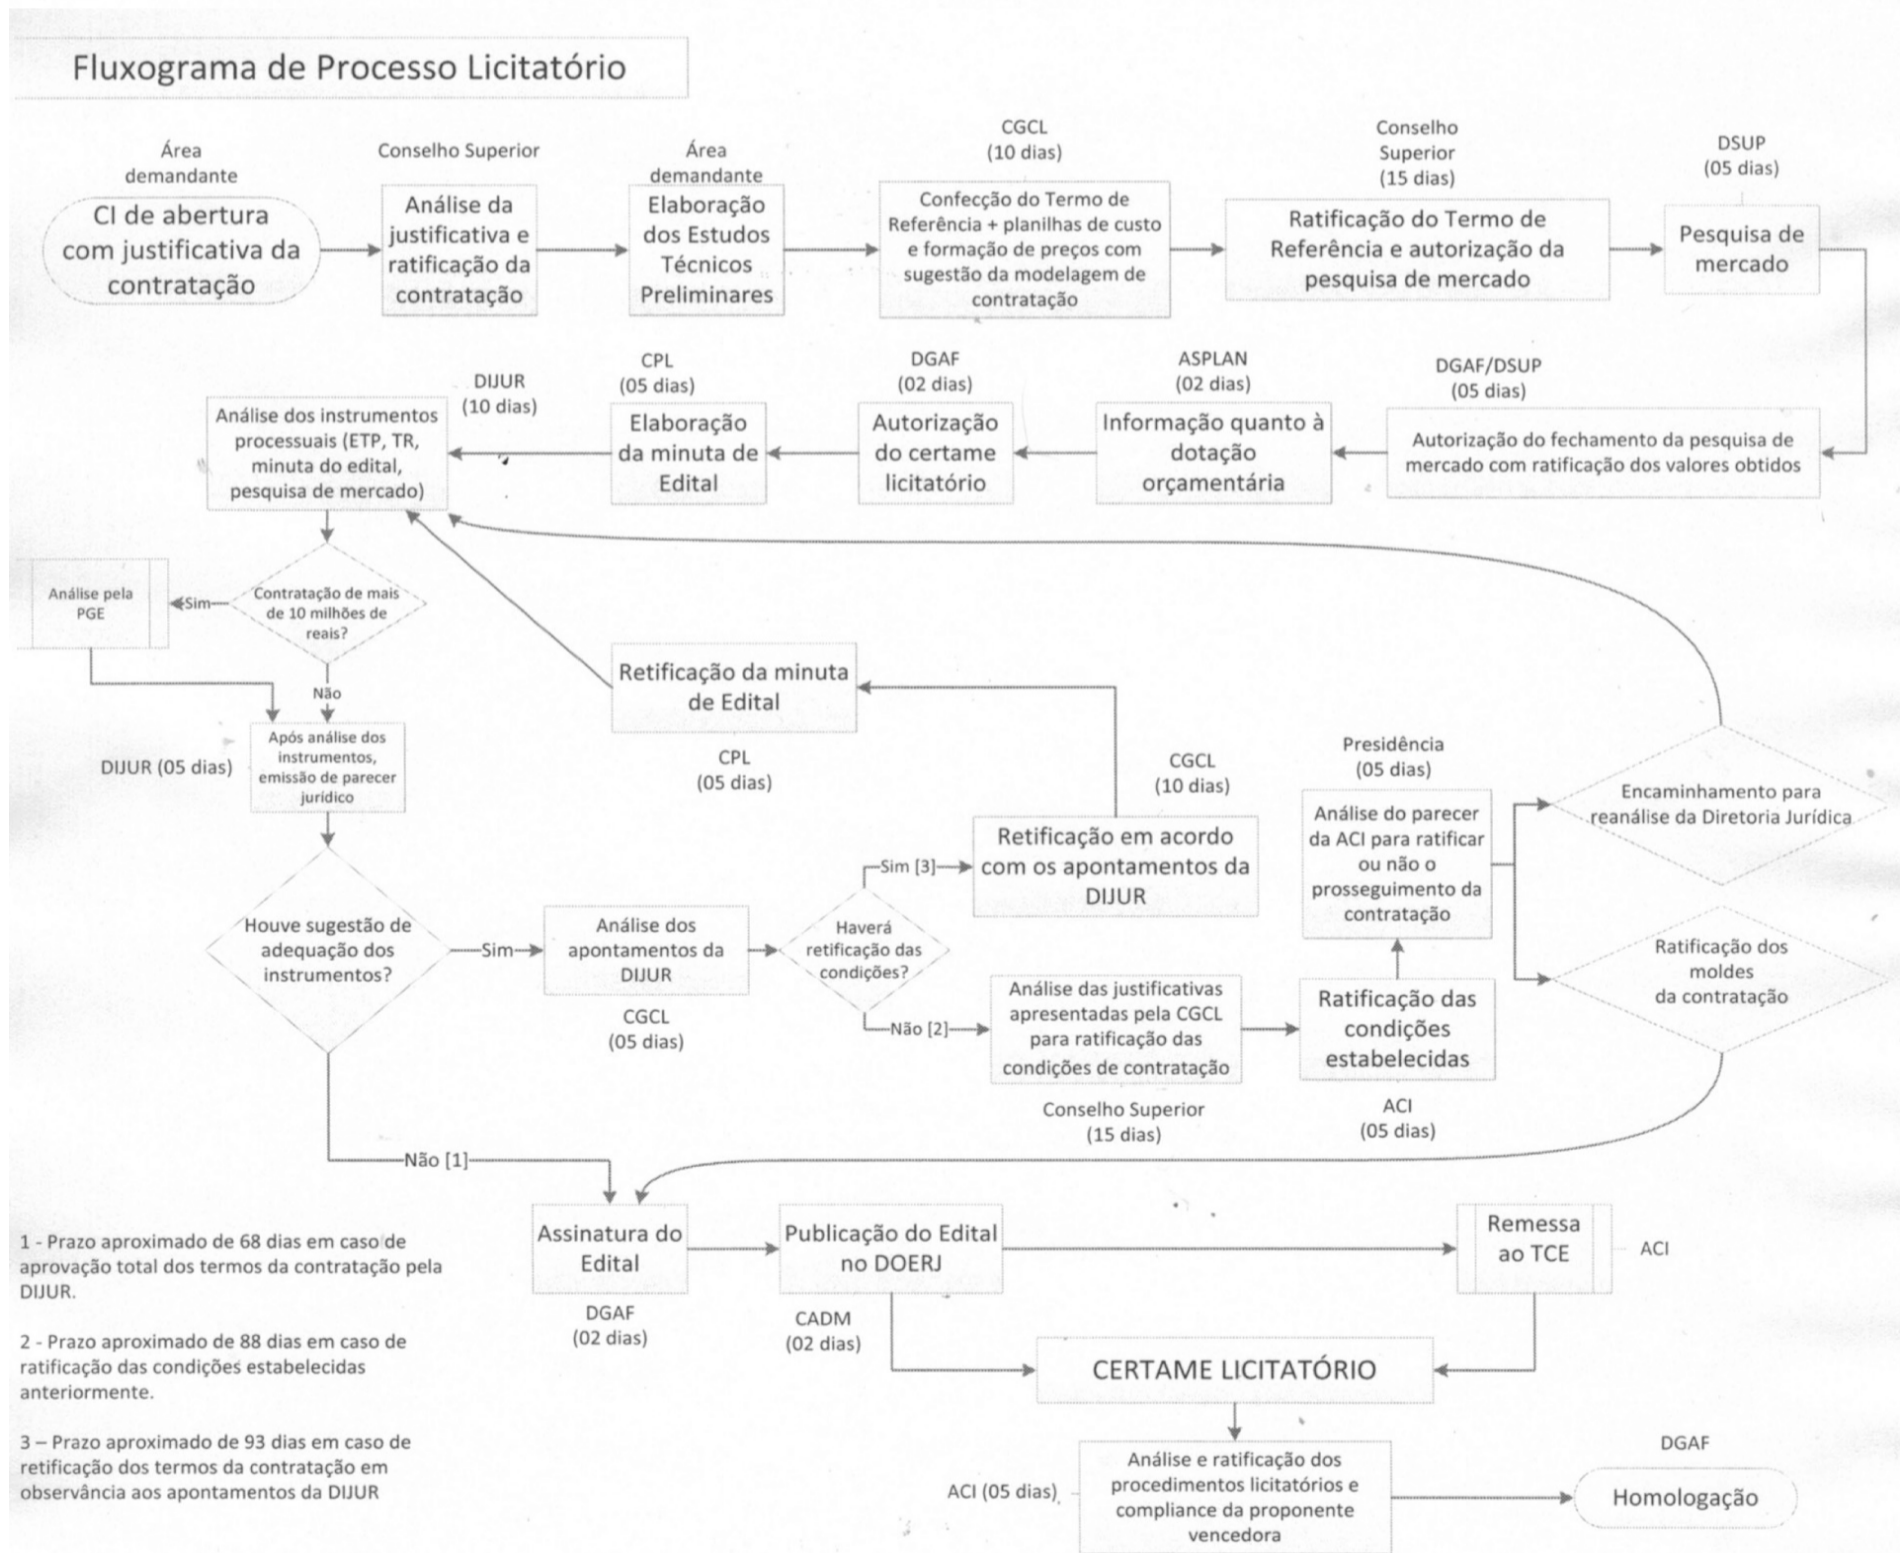 Fluxograma de Processo Licitatório
Área
demandante
CI de abertura
com justificativa da
contratação
Conselho Superior
Análise da
justificativa e
ratificação da
contratação
Área
demandante
Elaboração
dos Estudos
Técnicos
Preliminares
CGCL
(10 dias)
Confecção do Termo de
Referência + planilhas de custo
e formação de preços com
sugestão da modelagem de
contratação
Conselho
Superior
(15 dias)
Ratificação do Termo de
Referência e autorização da
pesquisa de mercado
DSUP
(05 dias)
Pesquisa de
mercado
DGAF/DSUP
(05 dias)
Autorização do fechamento da pesquisa de
mercado com ratificação dos valores obtidos
ASPLAN
(02 dias)
Informação quanto à
dotação
orçamentária
DGAF
(02 dias)
Autorização
do certame
licitatório
CPL
(05 dias)
Elaboração
da minuta de
Edital
DIJUR
(10 dias)
Análise dos instrumentos
processuais (ETP, TR,
minuta do edital,
pesquisa de mercado)
Contratação de mais
de 10 milhões de
reais?
Sim
Análise pela
PGE
Não
DIJUR (05 dias)
Após análise dos
instrumentos,
emissão de parecer
jurídico
Retificação da minuta
de Edital
CPL
(05 dias)
CGCL
(10 dias)
Retificação em acordo
com os apontamentos da
DIJUR
Houve sugestão de
adequação dos
instrumentos?
Sim
Análise dos
apontamentos da
DIJUR
CGCL
(05 dias)
Haverá
retificação das
condições?
Sim [3]
Não [2]
Análise das justificativas
apresentadas pela CGCL
para ratificação das
condições de contratação
Conselho Superior
(15 dias)
Ratificação das
condições
estabelecidas
ACI
(05 dias)
Presidência
(05 dias)
Análise do parecer
da ACI para ratificar
ou não o
prosseguimento da
contratação
Encaminhamento para
reanálise da Diretoria Jurídica
Ratificação dos
moldes
da contratação
Não [1]
Assinatura do
Edital
DGAF
(02 dias)
Publicação do Edital
no DOERJ
CADM
(02 dias)
Remessa
ao TCE
ACI
CERTAME LICITATÓRIO
ACI (05 dias)
Análise e ratificação dos
procedimentos licitatórios e
compliance da proponente
vencedora
DGAF
Homologação
1 - Prazo aproximado de 68 dias em caso de
aprovação total dos termos da contratação pela
DIJUR.
2 - Prazo aproximado de 88 dias em caso de
ratificação das condições estabelecidas
anteriormente.
3 – Prazo aproximado de 93 dias em caso de
retificação dos termos da contratação em
observância aos apontamentos da DIJUR